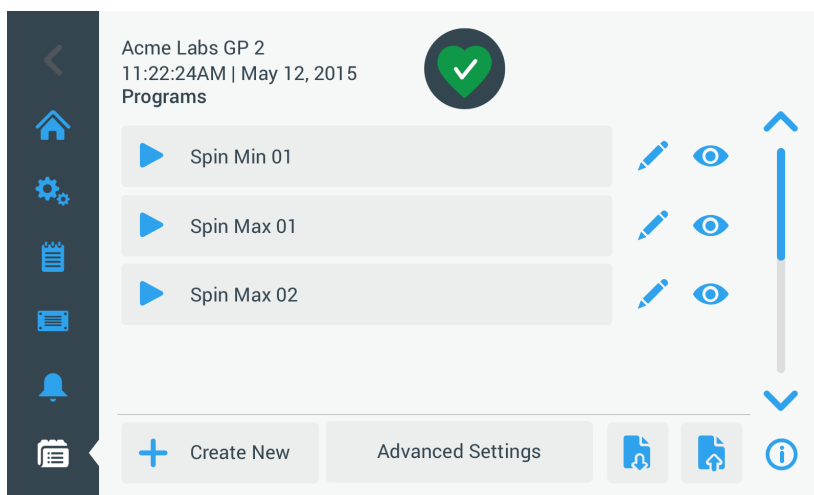 Acme Labs GP 2
11:22:24AM | May 12, 2015
Programs
Spin Min 01
Spin Max 01
Spin Max 02
Create New
Advanced Settings